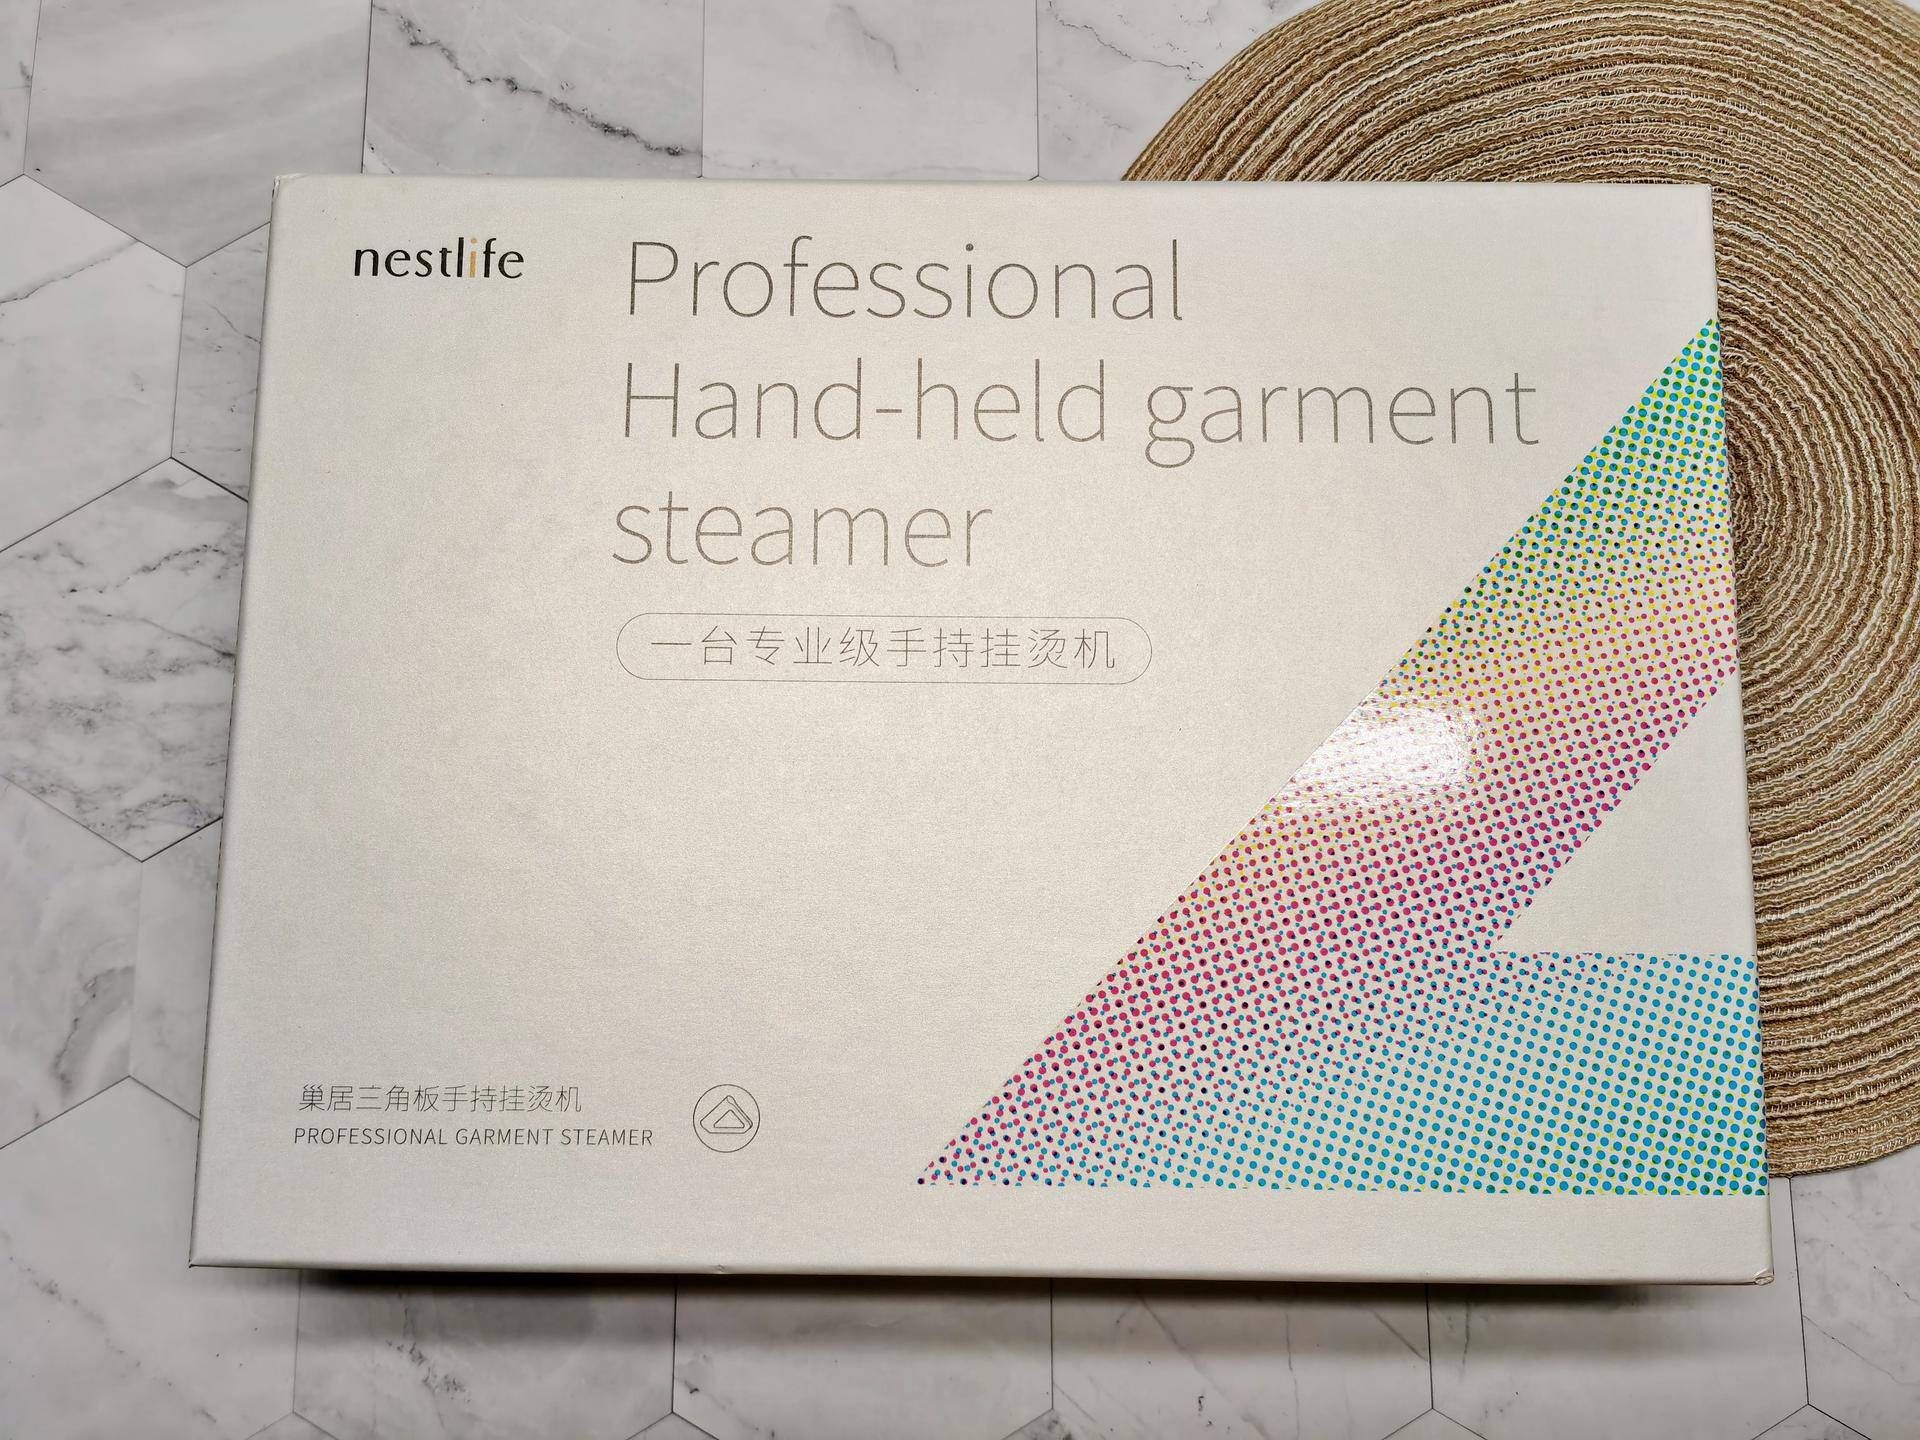 nestlife
Professional
Hand-held garment
steamer
一台专业级手持挂烫机
巢居三角板手持挂烫机
PROFESSIONAL GARMENT STEAMER